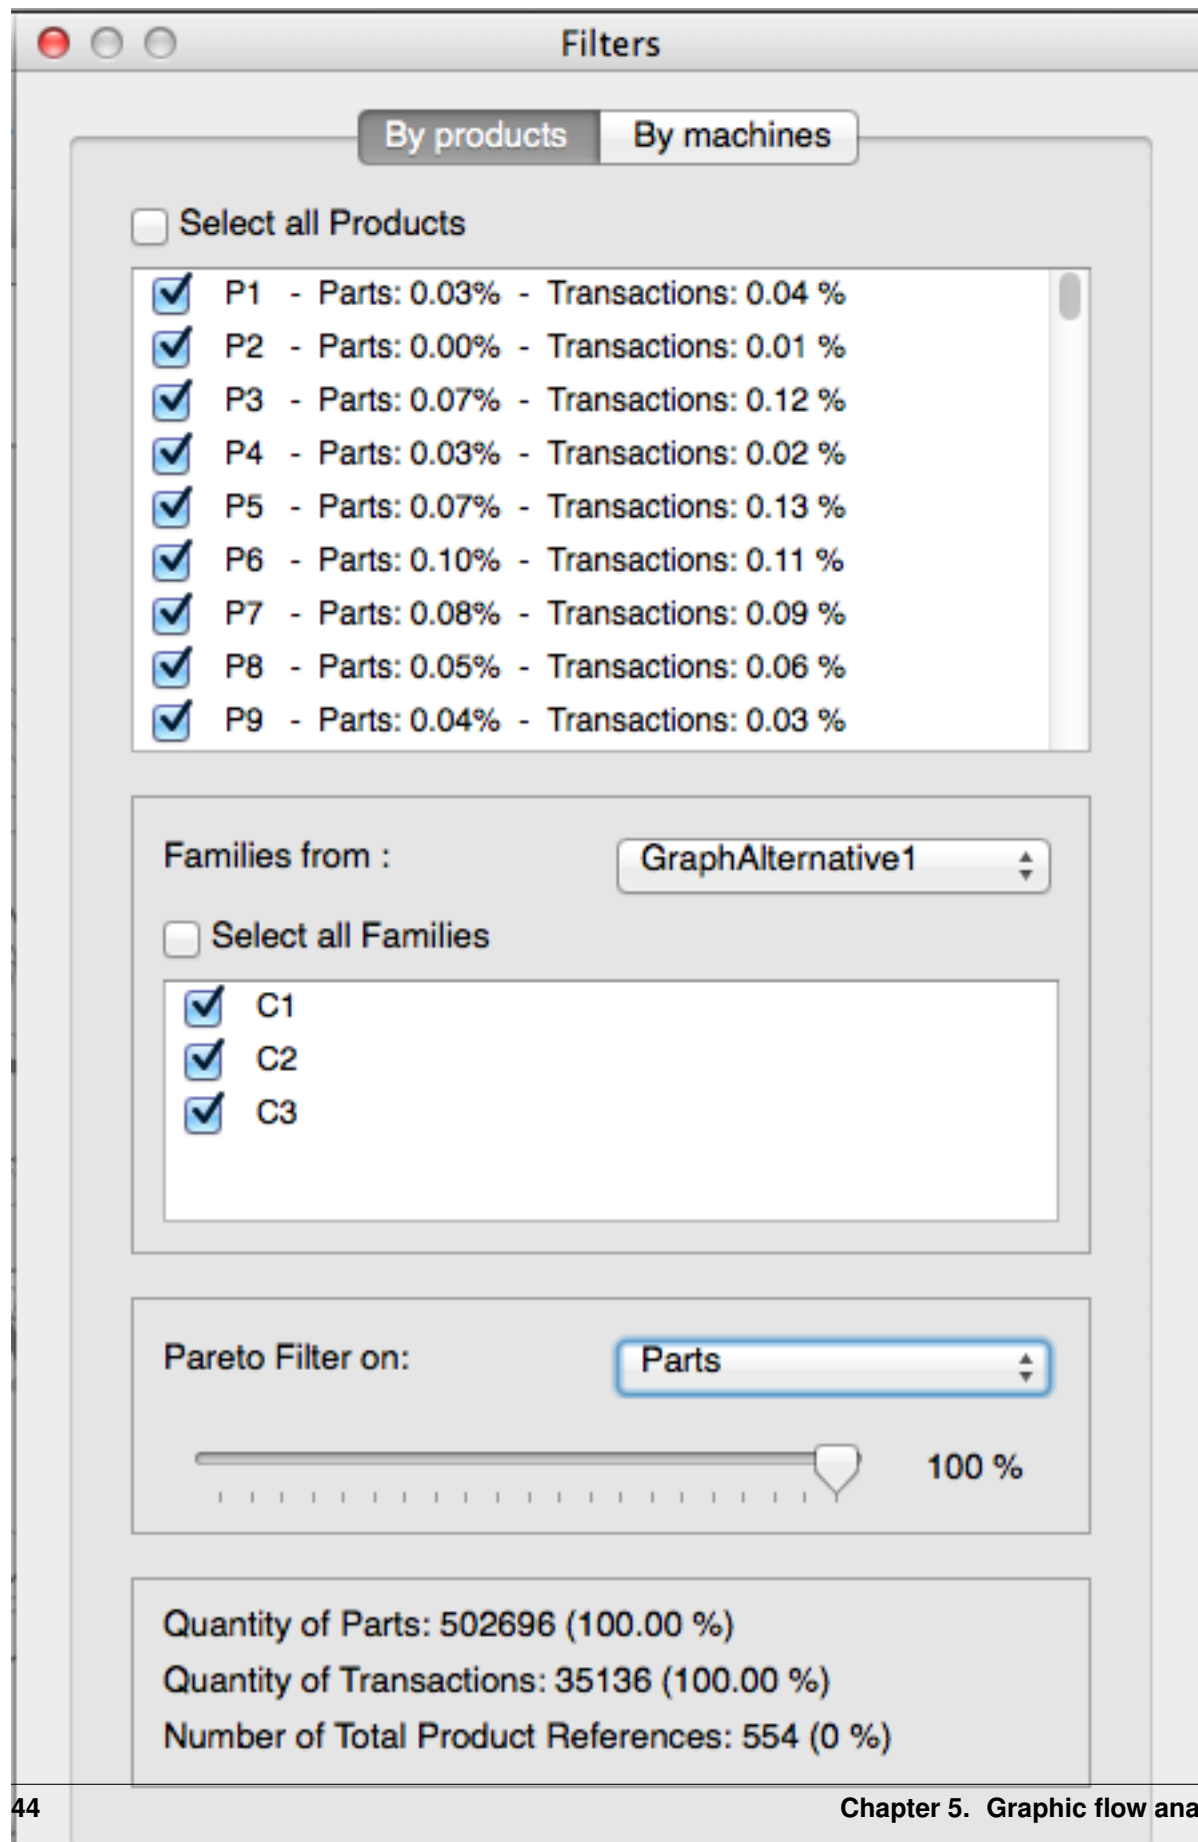 Filters
By products By machines
Select all Products
P1 - Parts: 0.03% - Transactions: 0.04 %
P2 - Parts: 0.00% - Transactions: 0.01 %
P3 - Parts: 0.07% - Transactions: 0.12 %
P4 - Parts: 0.03% - Transactions: 0.02 %
P5 - Parts: 0.07% - Transactions: 0.13 %
P6 - Parts: 0.10% - Transactions: 0.11 %
P7 - Parts: 0.08% - Transactions: 0.09 %
P8 - Parts: 0.05% - Transactions: 0.06 %
P9 - Parts: 0.04% - Transactions: 0.03 %
Families from : GraphAlternative1
Select all Families
C1
C2
C3
Pareto Filter on: Parts
100 %
Quantity of Parts: 502696 (100.00 %)
Quantity of Transactions: 35136 (100.00 %)
Number of Total Product References: 554 (0 %)
44 Chapter 5. Graphic flow ana